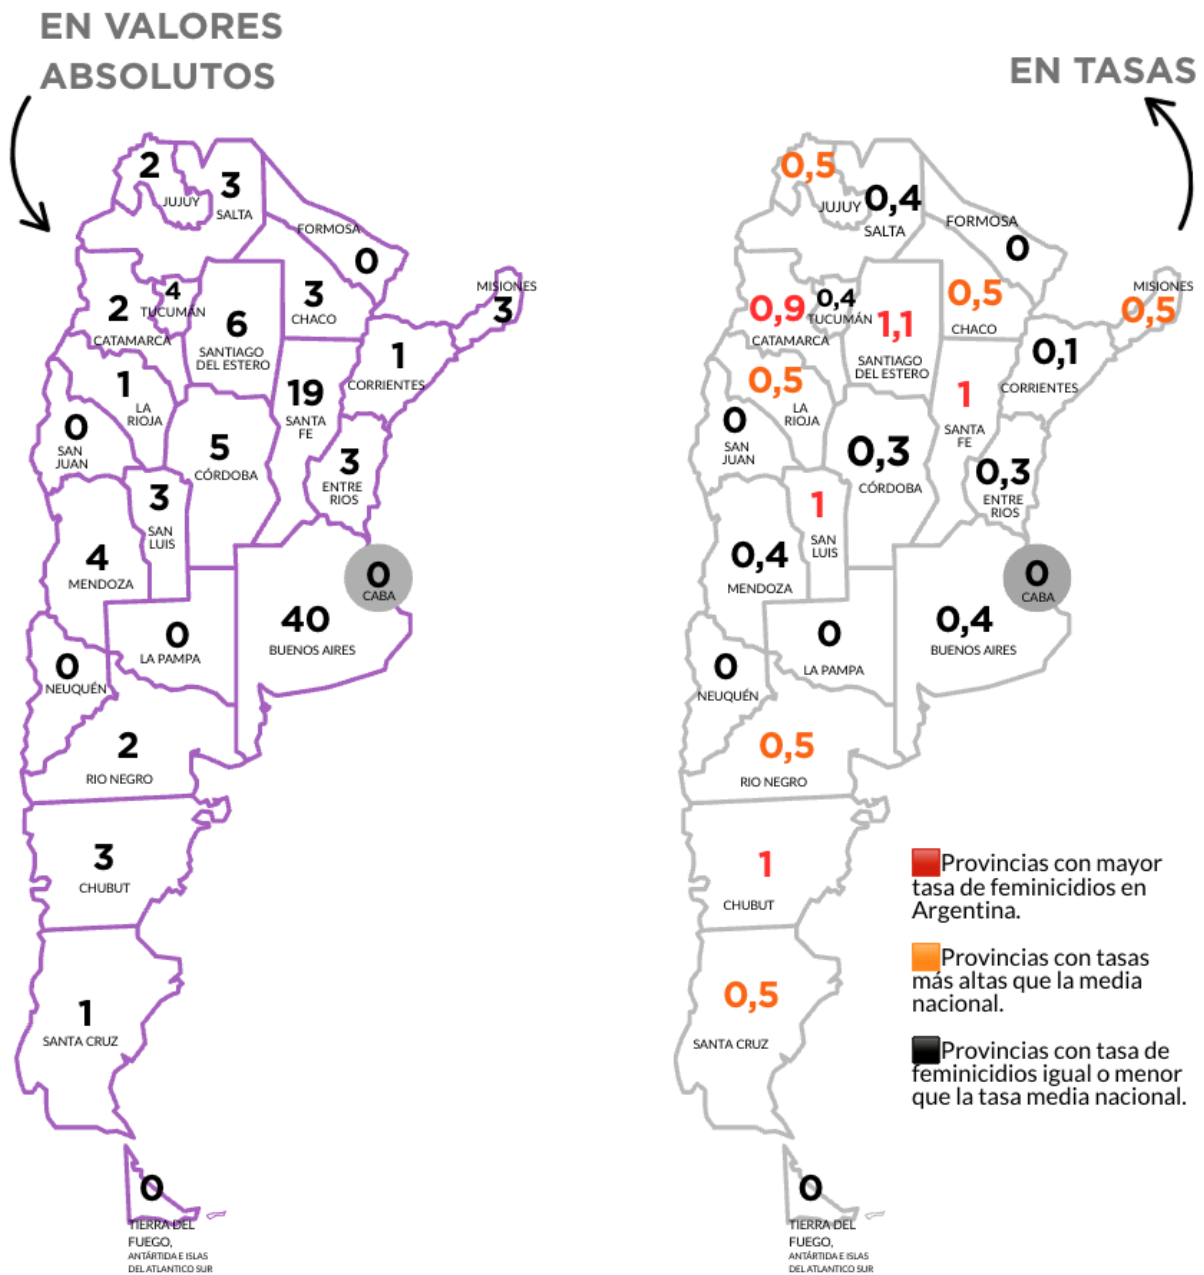 EN VALORES
ABSOLUTOS
2
JUJUY
3
SALTA
FORMOSA
0
MISIONES
3
2
CATAMARCA
4
TUCUMÁN
6
SANTIAGO
DEL ESTERO
3
CHACO
1
CORRIENTES
1
LA
RIOJA
19
SANTA
FE
0
SAN
JUAN
5
CÓRDOBA
3
ENTRE
RIOS
3
SAN
LUIS
4
MENDOZA
0
CABA
0
LA PAMPA
40
BUENOS AIRES
0
NEUQUÉN
2
RIO NEGRO
3
CHUBUT
1
SANTA CRUZ
0
TIERRA DEL
FUEGO,
ANTÁRTIDA E ISLAS
DEL ATLANTICO SUR
EN TASAS
0,5
JUJUY
0,4
SALTA
FORMOSA
0
MISIONES
0,5
0,9
CATAMARCA
0,4
TUCUMÁN
1,1
SANTIAGO
DEL ESTERO
0,5
CHACO
0,1
CORRIENTES
0,5
LA
RIOJA
1
SANTA
FE
0
SAN
JUAN
0,3
CÓRDOBA
0,3
ENTRE
RIOS
1
SAN
LUIS
0,4
MENDOZA
0
CABA
0
LA PAMPA
0,4
BUENOS AIRES
0
NEUQUÉN
0,5
RIO NEGRO
1
CHUBUT
0,5
SANTA CRUZ
0
TIERRA DEL
FUEGO,
ANTÁRTIDA E ISLAS
DEL ATLANTICO SUR
Provincias con mayor
tasa de feminicidios en
Argentina.
Provincias con tasas
más altas que la media
nacional.
Provincias con tasa de
feminicidios igual o menor
que la tasa media nacional.